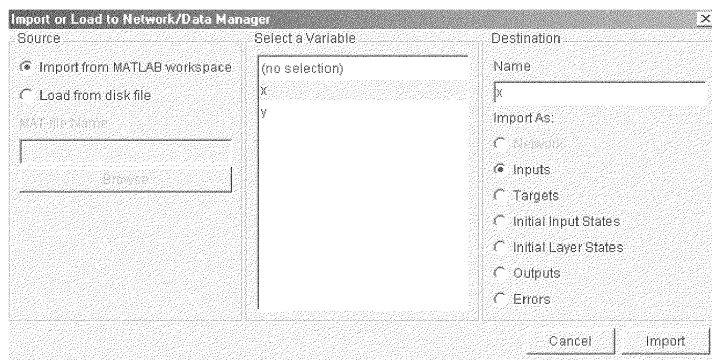 Import or Load to Network/Data Manager
Source
Import from MATLAB workspace
Load from disk file
MAT-file Name
Browse
Select a Variable
(no selection)
x
y
Destination
Name
x
Import As:
Network
Inputs
Targets
Initial Input States
Initial Layer States
Outputs
Errors
Cancel
Import